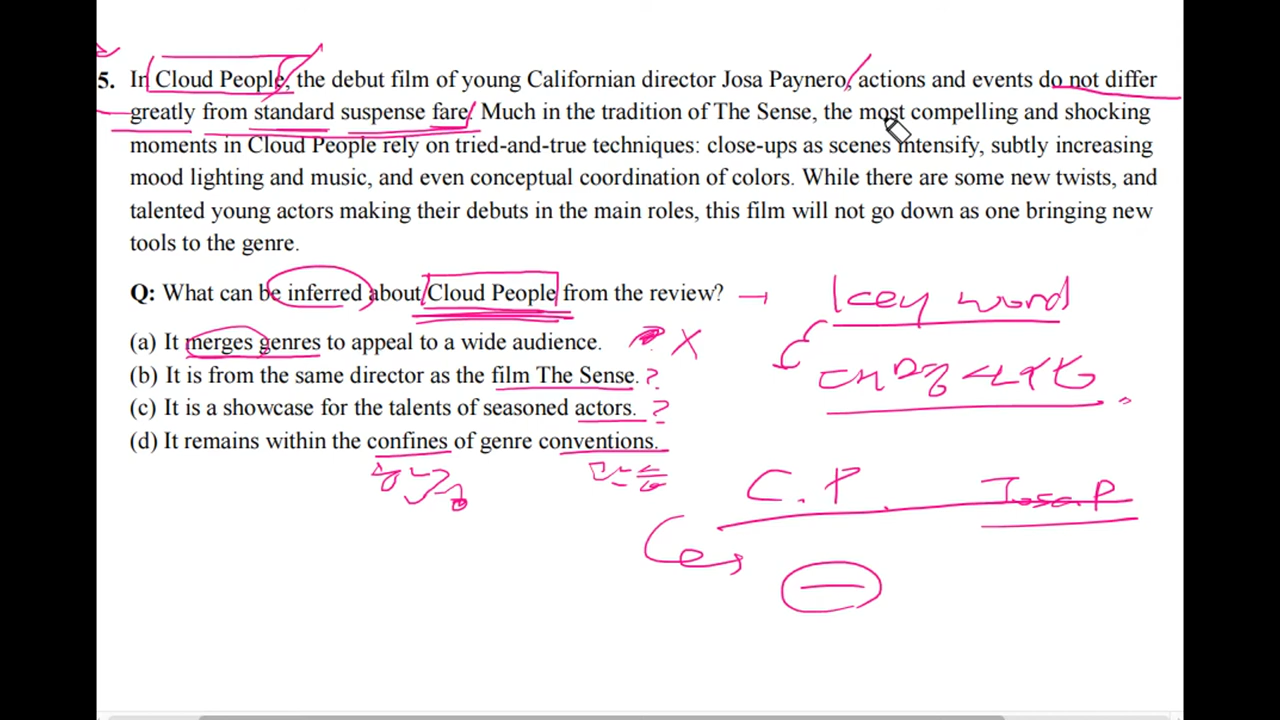 5. In Cloud People, the debut film of young Californian director Josa Paynero, actions and events do not differ
greatly from standard suspense fare. Much in the tradition of The Sense, the most compelling and shocking
moments in Cloud People rely on tried-and-true techniques: close-ups as scenes intensify, subtly increasing
mood lighting and music, and even conceptual coordination of colors. While there are some new twists, and
talented young actors making their debuts in the main roles, this film will not go down as one bringing new
tools to the genre.
Q: What can be inferred about Cloud People from the review? → Key word
(a) It merges genres to appeal to a wide audience. X
(b) It is from the same director as the film The Sense. ?
(c) It is a showcase for the talents of seasoned actors. ?
(d) It remains within the confines of genre conventions.
C. P. Josa. P